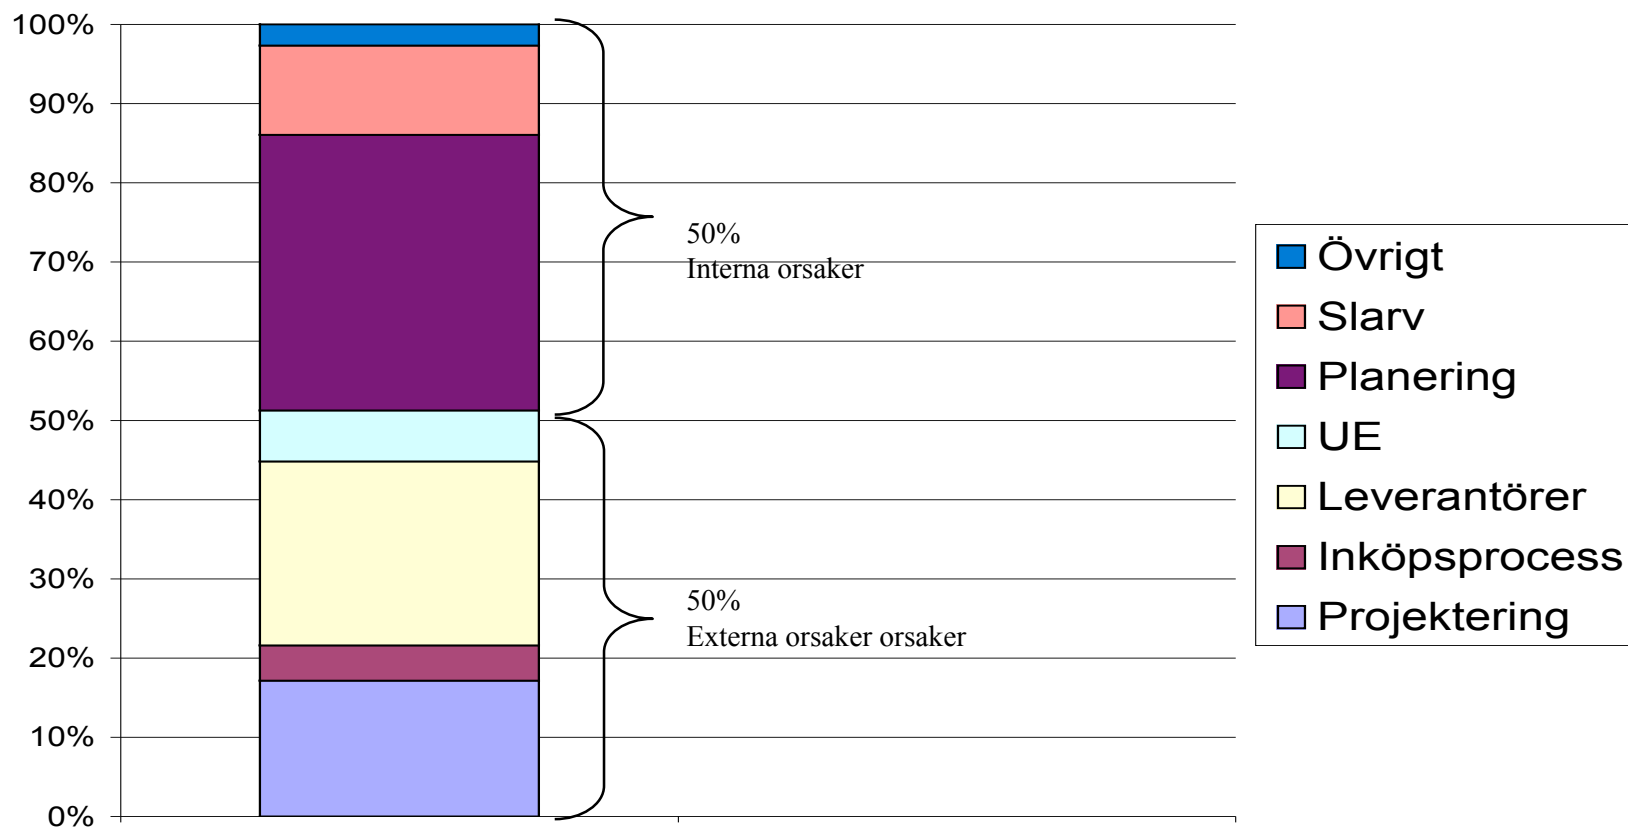 100%
90%
80%
70%
60%
50%
40%
30%
20%
10%
0%
50%
Interna orsaker
50%
Externa orsaker orsaker
Övrigt
Slarv
Planering
UE
Leverantörer
Inköpsprocess
Projektering